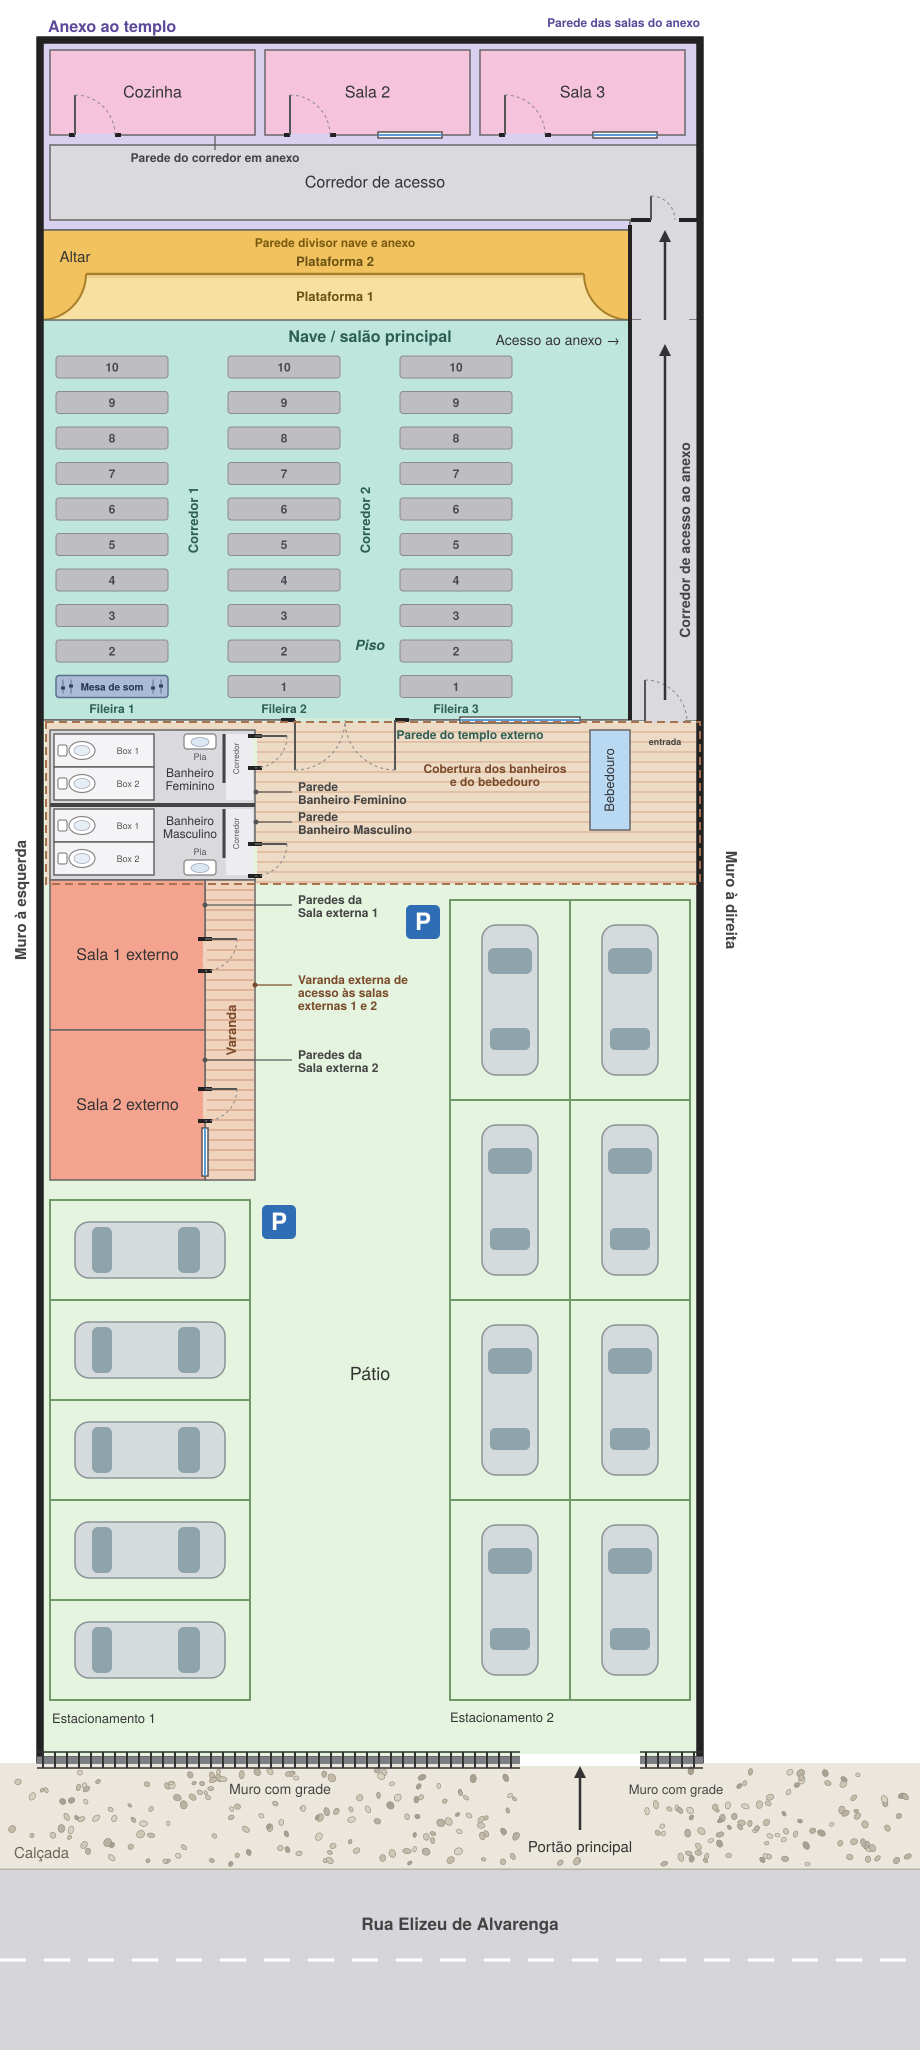 Anexo ao templo
Parede das salas do anexo
Cozinha
Sala 2
Sala 3
Parede do corredor em anexo
Corredor de acesso
Parede divisor nave e anexo
Altar
Plataforma 2
Plataforma 1
Nave / salão principal
Acesso ao anexo →
10
10
10
9
9
9
8
8
8
7
7
7
6
6
6
5
5
5
4
4
4
3
3
3
2
2
2
Mesa de som
1
1
Corredor 1
Corredor 2
Piso
Corredor de acesso ao anexo
Fileira 1
Fileira 2
Fileira 3
Parede do templo externo
entrada
Box 1
Pia
Corredor
Banheiro
Feminino
Box 2
Cobertura dos banheiros
e do bebedouro
Bebedouro
Parede
Banheiro Feminino
Parede
Banheiro Masculino
Box 1
Banheiro
Masculino
Corredor
Pia
Box 2
Muro à esquerda
Muro à direita
Paredes da
Sala externa 1
P
Sala 1 externo
Varanda externa de
acesso às salas
externas 1 e 2
Varanda
Paredes da
Sala externa 2
Sala 2 externo
P
Pátio
Estacionamento 1
Estacionamento 2
Muro com grade
Muro com grade
Portão principal
Calçada
Rua Elizeu de Alvarenga